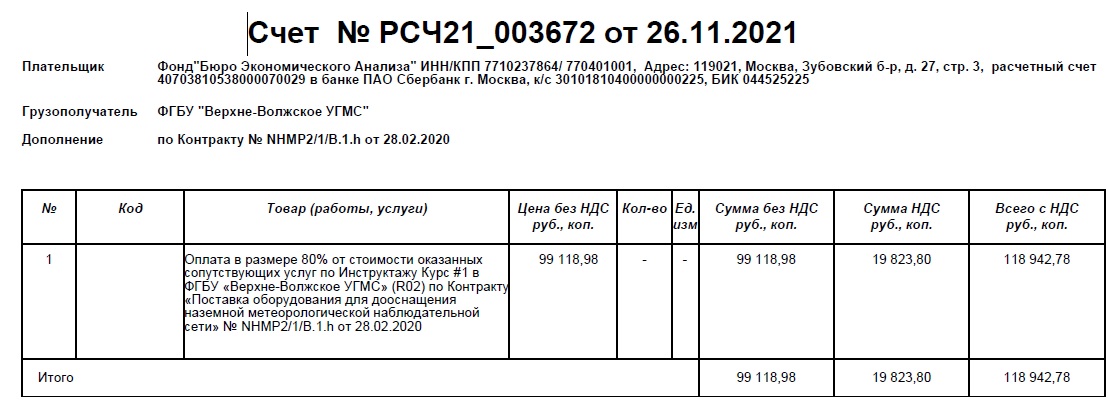 Счет № РСЧ21_003672 от 26.11.2021
Плательщик Фонд"Бюро Экономического Анализа" ИНН/КПП 7710237864/ 770401001, Адрес: 119021, Москва, Зубовский б-р, д. 27, стр. 3, расчетный счет
40703810538000070029 в банке ПАО Сбербанк г. Москва, к/с 30101810400000000225, БИК 044525225
Грузополучатель ФГБУ "Верхне-Волжское УГМС"
Дополнение по Контракту № NHMP2/1/B.1.h от 28.02.2020
№ Код Товар (работы, услуги) Цена без НДС Кол-во Ед. Сумма без НДС Сумма НДС Всего с НДС
руб., коп. изм руб., коп. руб., коп. руб., коп.
1 Оплата в размере 80% от стоимости оказанных 99 118,98 - - 99 118,98 19 823,80 118 942,78
сопутствующих услуг по Инструктажу Курс #1 в
ФГБУ «Верхне-Волжское УГМС» (R02) по Контракту
«Поставка оборудования для дооснащения
наземной метеорологической наблюдательной
сети» № NHMP2/1/B.1.h от 28.02.2020
Итого 99 118,98 19 823,80 118 942,78